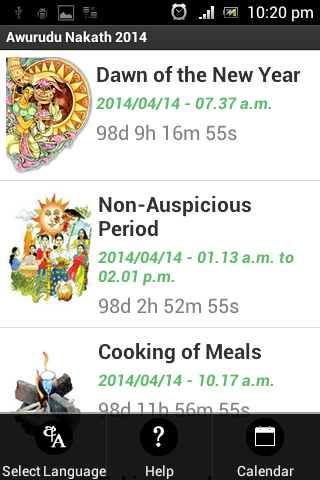 10:20 pm
Awurudu Nakath 2014
Dawn of the New Year
2014/04/14 - 07.37 a.m.
98d 9h 16m 55s
Non-Auspicious
Period
2014/04/14 - 01.13 a.m. to
02.01 p.m.
98d 2h 52m 55s
Cooking of Meals
2014/04/14 - 10.17 a.m.
98d 11h 56m 55s
අ A
Select Language
?
Help
Calendar